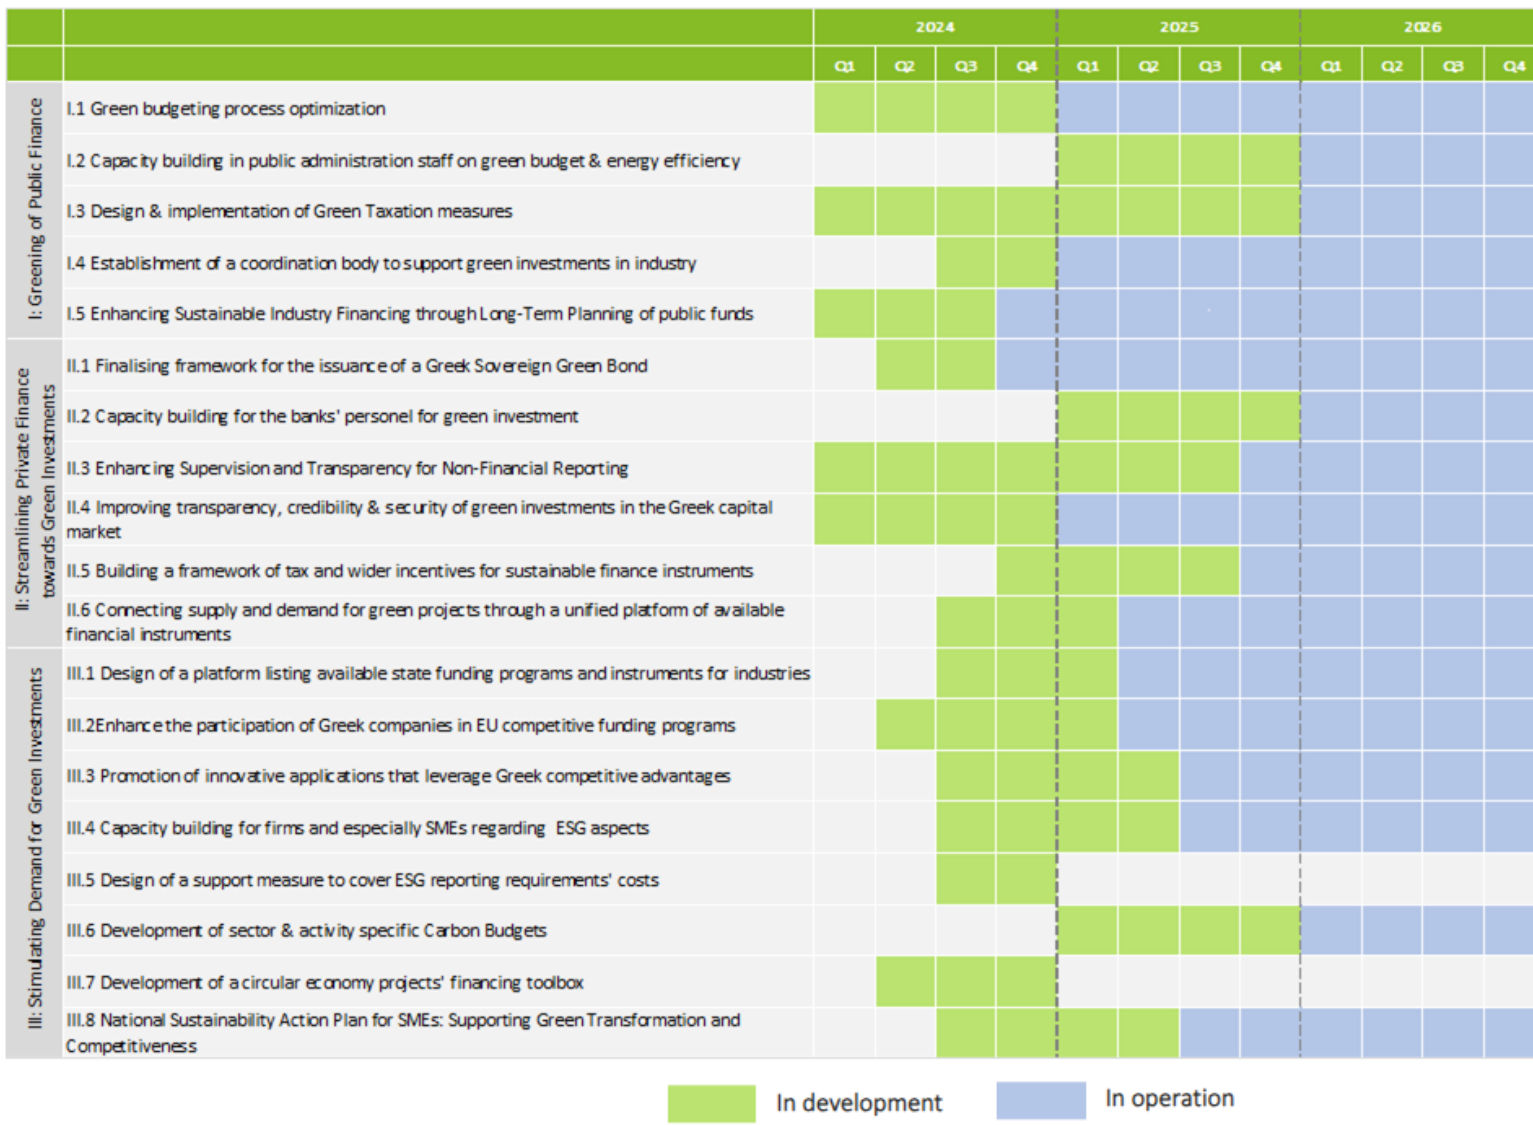 2024 2025 2026
Q1 Q2 Q3 Q4 Q1 Q2 Q3 Q4 Q1 Q2 Q3 Q4
I: Greening of Public Finance
I.1 Green budgeting process optimization
I.2 Capacity building in public administration staff on green budget & energy efficiency
I.3 Design & implementation of Green Taxation measures
I.4 Establishment of a coordination body to support green investments in industry
I.5 Enhancing Sustainable Industry Financing through Long-Term Planning of public funds
II: Streamlining Private Finance
towards Green Investments
II.1 Finalising framework for the issuance of a Greek Sovereign Green Bond
II.2 Capacity building for the banks' personel for green investment
II.3 Enhancing Supervision and Transparency for Non-Financial Reporting
II.4 Improving transparency, credibility & security of green investments in the Greek capital
market
II.5 Building a framework of tax and wider incentives for sustainable finance instruments
II.6 Connecting supply and demand for green projects through a unified platform of available
financial instruments
III: Stimulating Demand for Green Investments
III.1 Design of a platform listing available state funding programs and instruments for industries
III.2Enhance the participation of Greek companies in EU competitive funding programs
III.3 Promotion of innovative applications that leverage Greek competitive advantages
III.4 Capacity building for firms and especially SMEs regarding ESG aspects
III.5 Design of a support measure to cover ESG reporting requirements' costs
III.6 Development of sector & activity specific Carbon Budgets
III.7 Development of a circular economy projects' financing toolbox
III.8 National Sustainability Action Plan for SMEs: Supporting Green Transformation and
Competitiveness
In development In operation